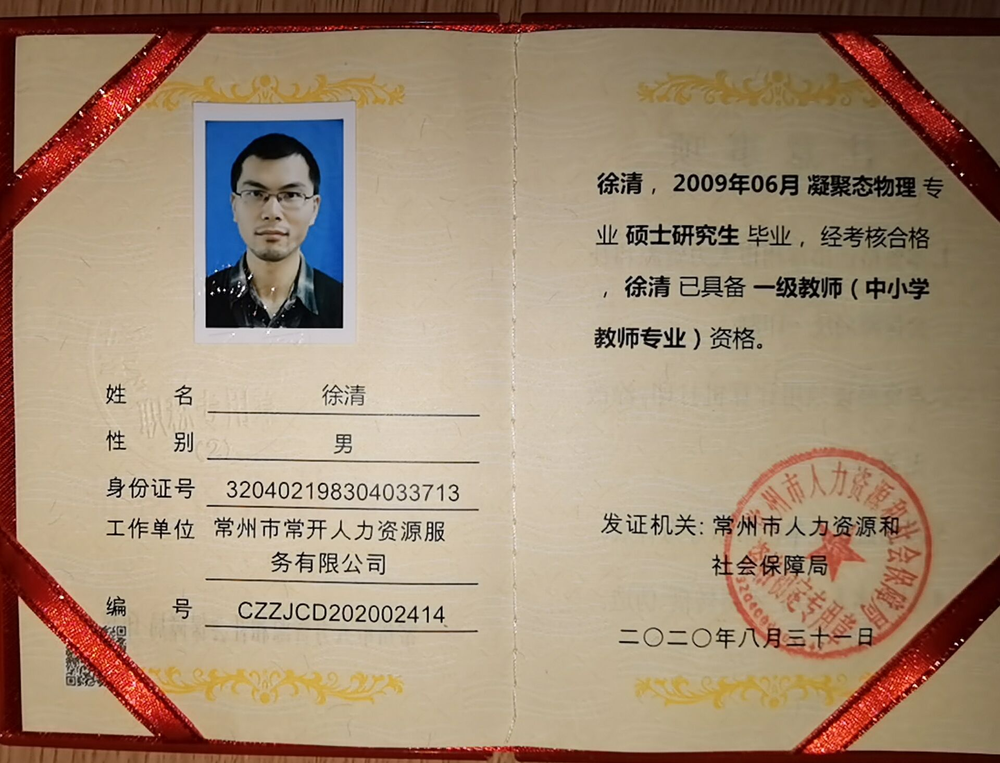 姓 名 徐清
性 别 男
身份证号 320402198304033713
工作单位 常州市常开人力资源服
务有限公司
编 号 CZZJCD202002414
职称专用章
(2)
徐清，2009年06月 凝聚态物理 专
业 硕士研究生 毕业，经考核合格
，徐清 已具备 一级教师（中小学
教师专业）资格。
发证机关：常州市人力资源和
社会保障局
二〇二〇年八月三十一日
常州市人力资源和社会保障局